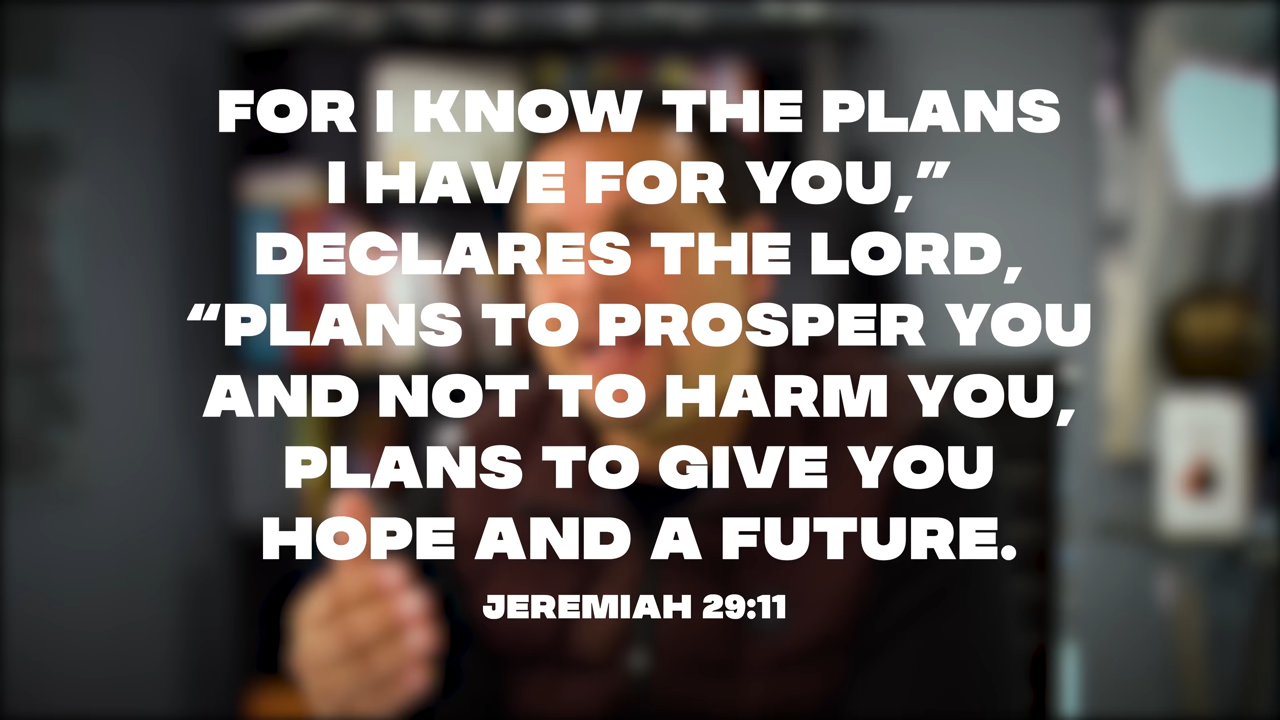 FOR I KNOW THE PLANS
I HAVE FOR YOU,”
DECLARES THE LORD,
“PLANS TO PROSPER YOU
AND NOT TO HARM YOU,
PLANS TO GIVE YOU
HOPE AND A FUTURE.
JEREMIAH 29:11